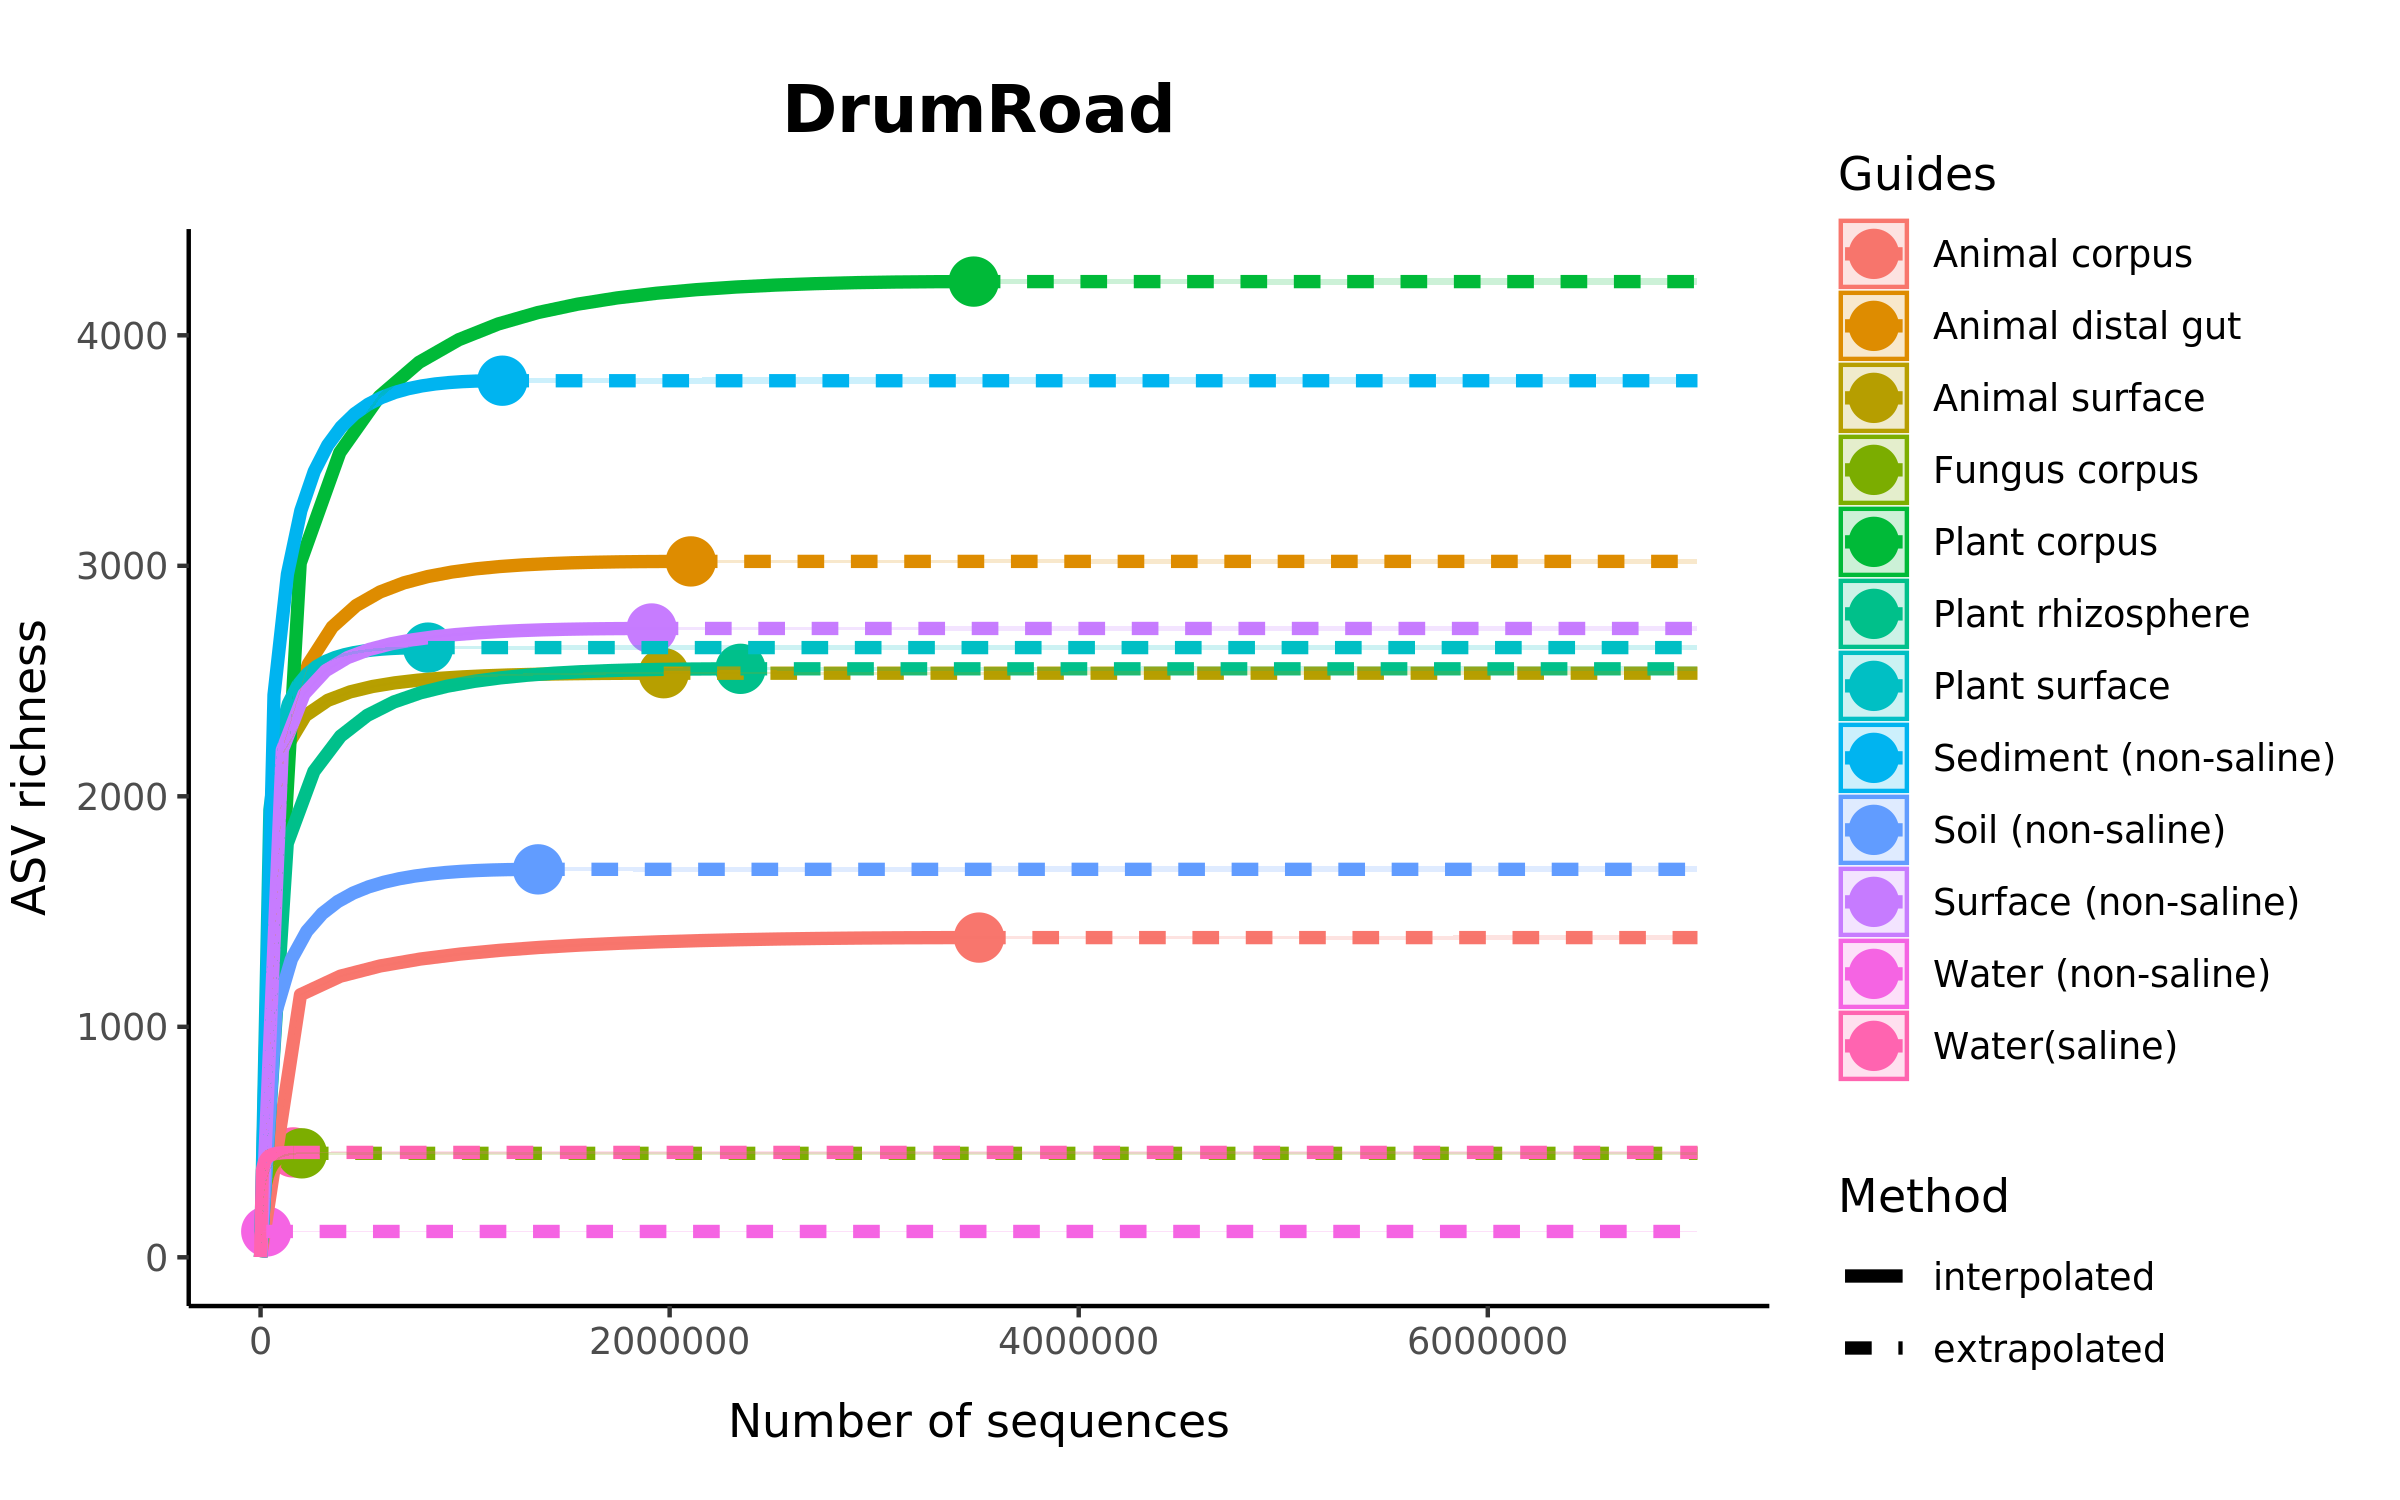 DrumRoad
ASV richness
4000
3000
2000
1000
0
0
2000000
4000000
6000000
Number of sequences
Guides
Animal corpus
Animal distal gut
Animal surface
Fungus corpus
Plant corpus
Plant rhizosphere
Plant surface
Sediment (non-saline)
Soil (non-saline)
Surface (non-saline)
Water (non-saline)
Water(saline)
Method
interpolated
extrapolated